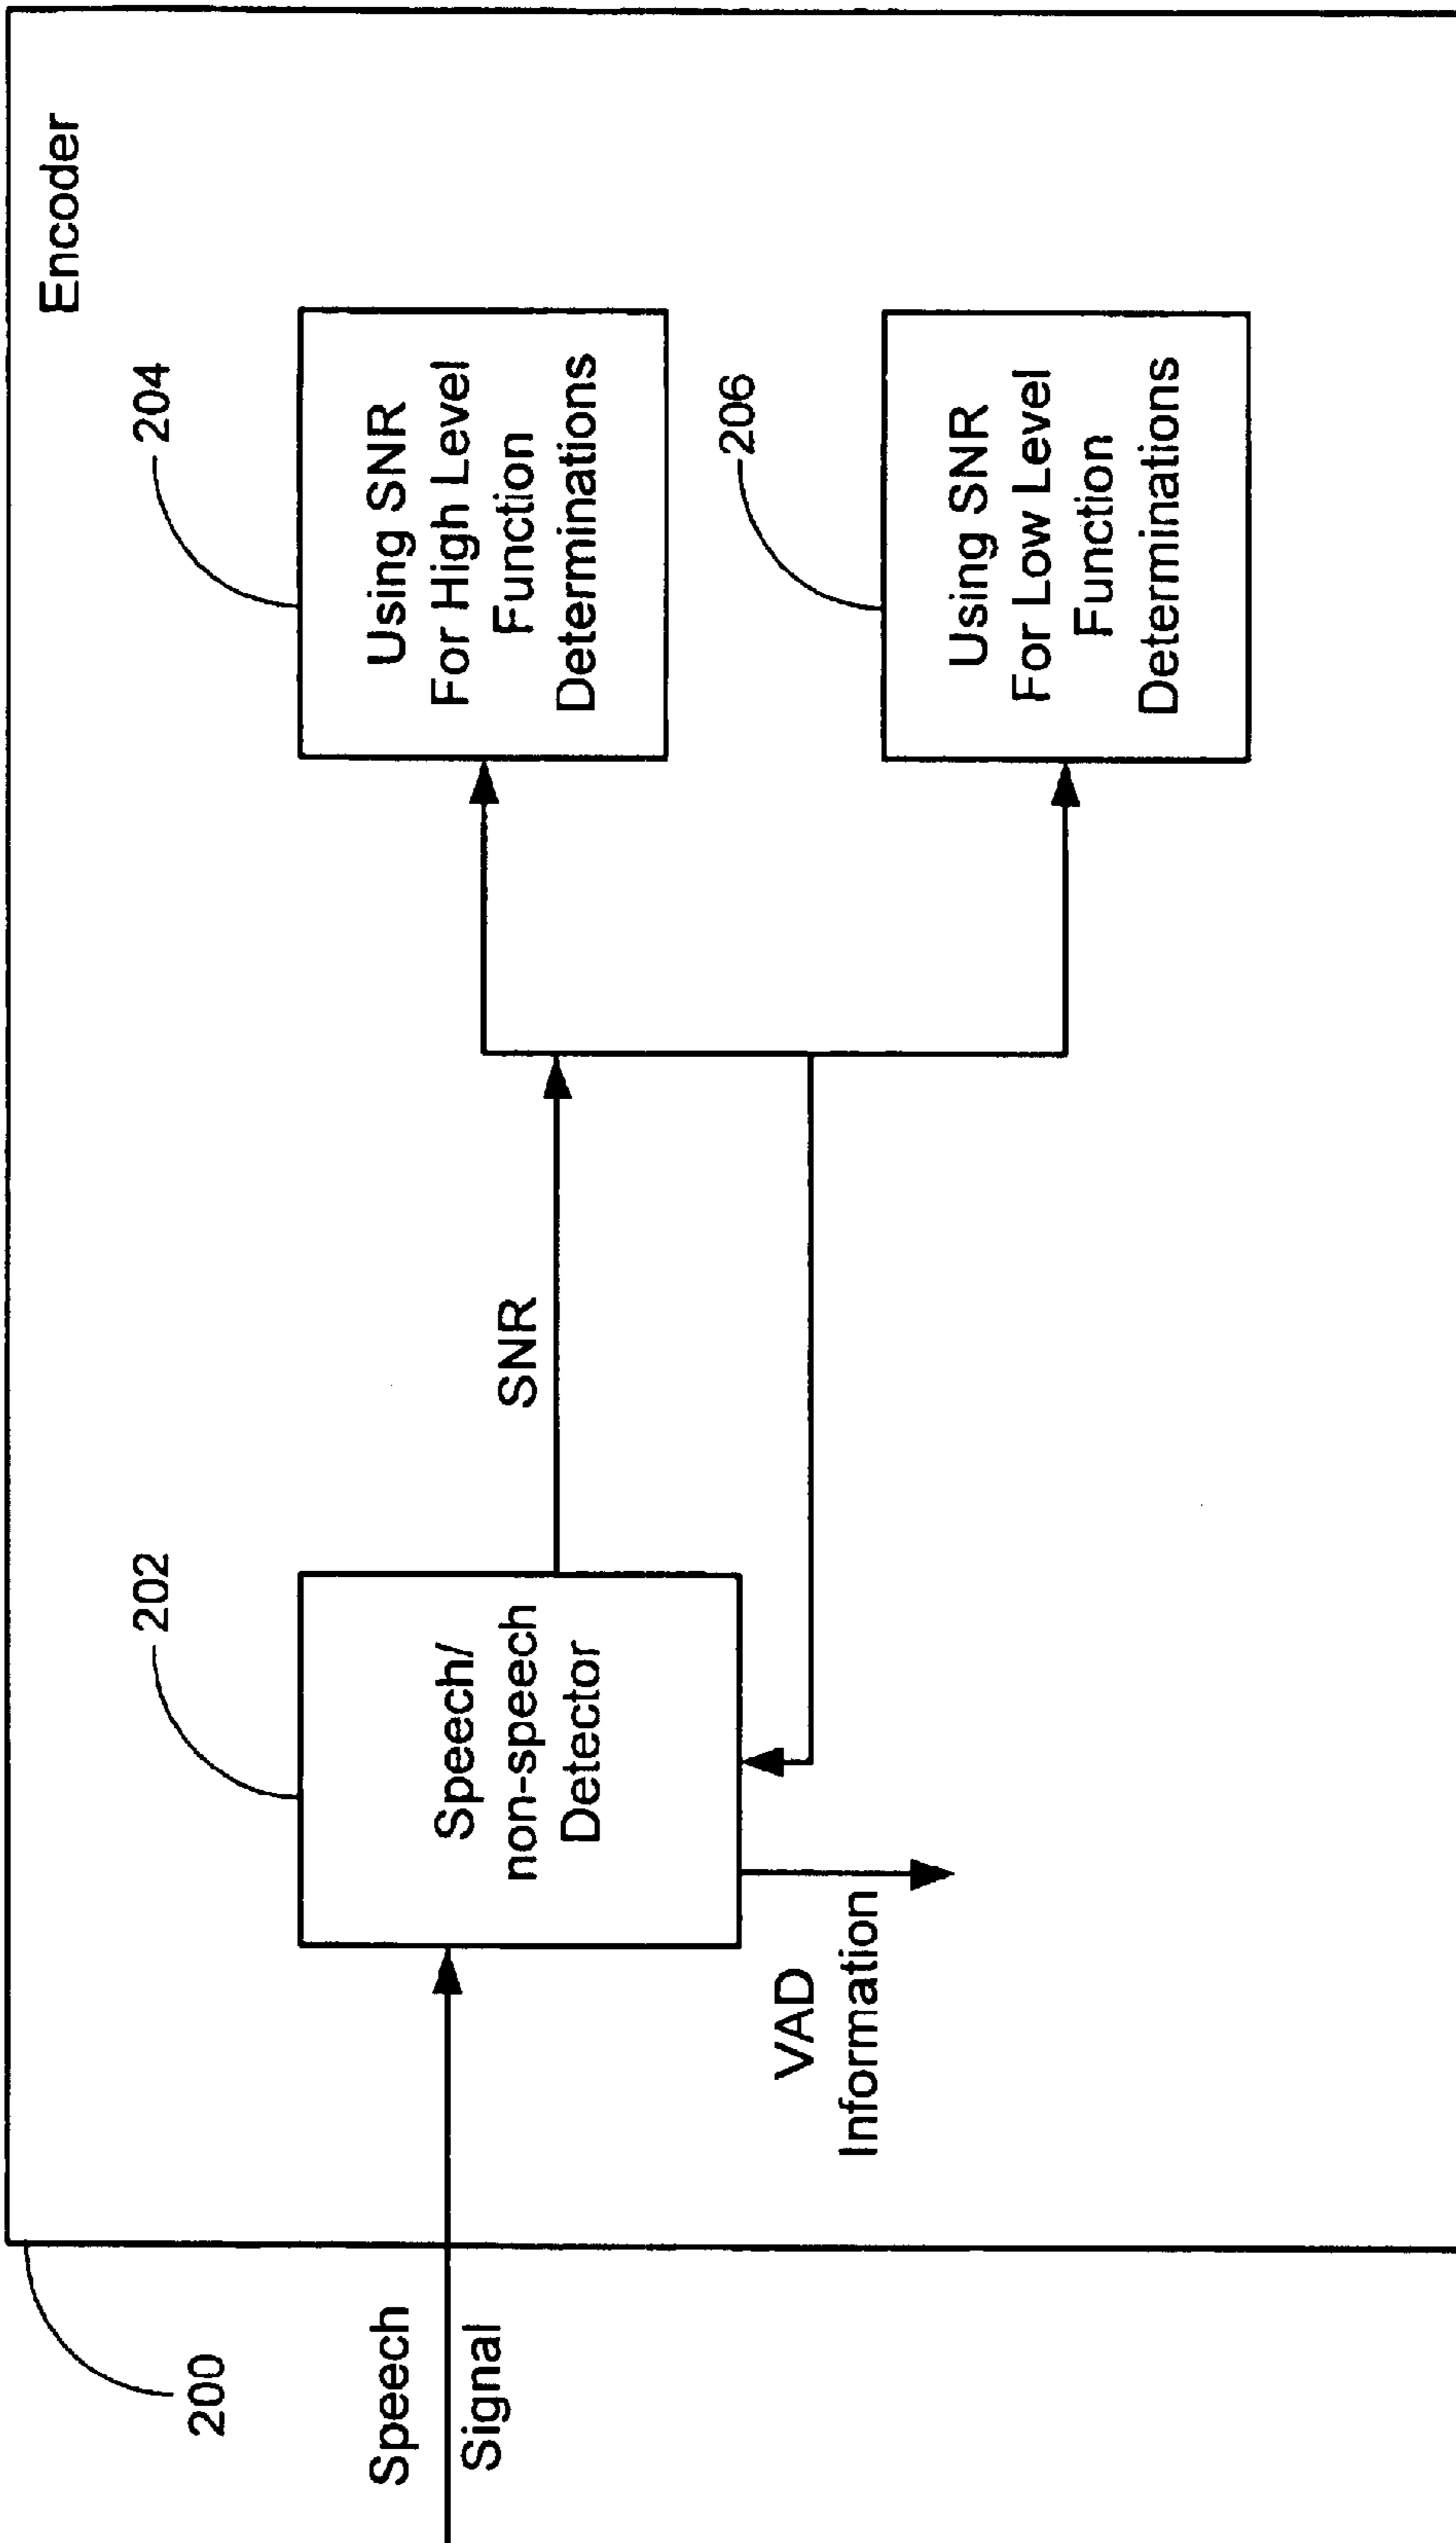 Encoder
200
Speech
Signal
202
Speech/
non-speech
Detector
VAD
Information
SNR
204
Using SNR
For High Level
Function
Determinations
206
Using SNR
For Low Level
Function
Determinations